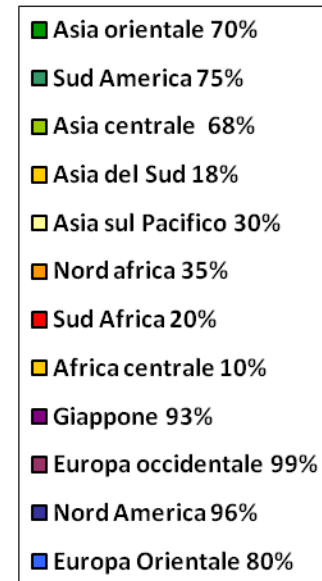 Asia orientale 70%
Sud America 75%
Asia centrale 68%
Asia del Sud 18%
Asia sul Pacifico 30%
Nord africa 35%
Sud Africa 20%
Africa centrale 10%
Giappone 93%
Europa occidentale 99%
Nord America 96%
Europa Orientale 80%